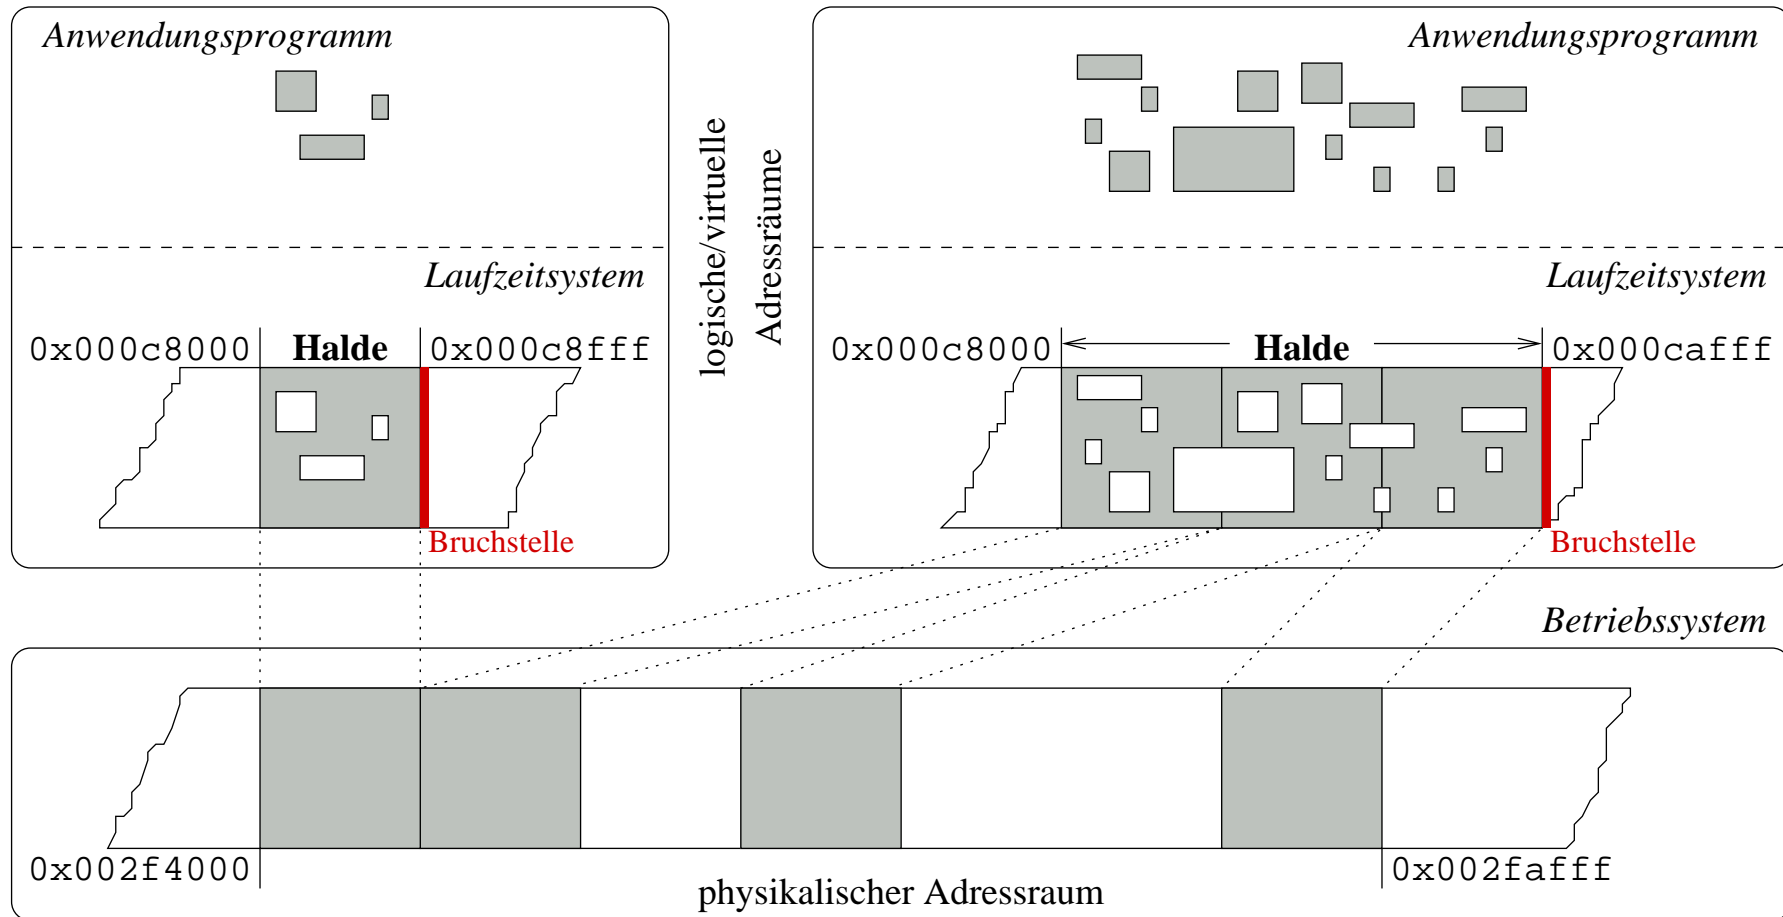 Anwendungsprogramm
Laufzeitsystem
0x000c8000
Halde
0x000c8fff
Bruchstelle
logische/virtuelle
Adressräume
Anwendungsprogramm
Laufzeitsystem
0x000c8000
Halde
0x000cafff
Bruchstelle
Betriebssystem
0x002f4000
0x002fafff
physikalischer Adressraum